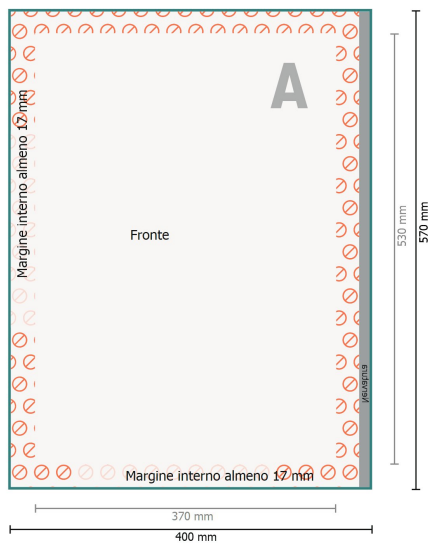 A
Margine interno almeno 17 mm
Fronte
530 mm
570 mm
Nervatura
Margine interno almeno 17 mm
370 mm
400 mm